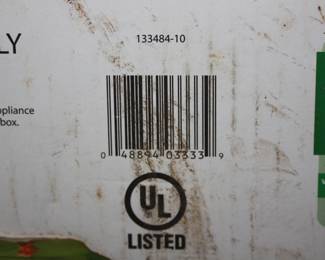 133484-10
LY
ppliance
box.
0 48894 03333 9
UL
LISTED